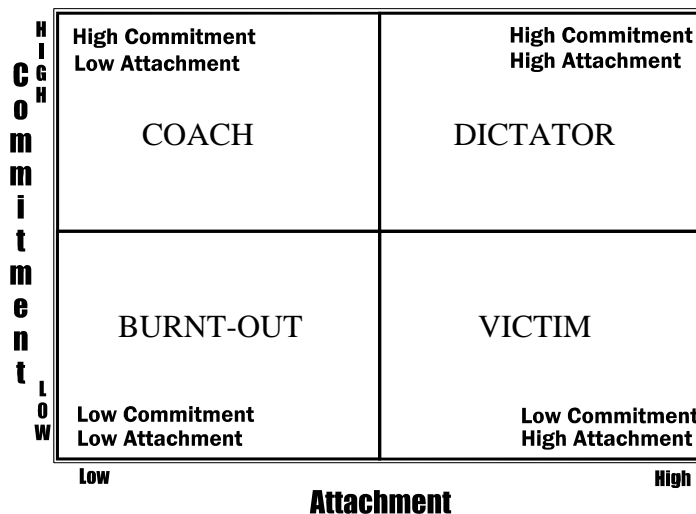 HIGH
Commitment
LOW
High Commitment
Low Attachment
COACH
High Commitment
High Attachment
DICTATOR
BURNT-OUT
Low Commitment
Low Attachment
VICTIM
Low Commitment
High Attachment
Low
High
Attachment